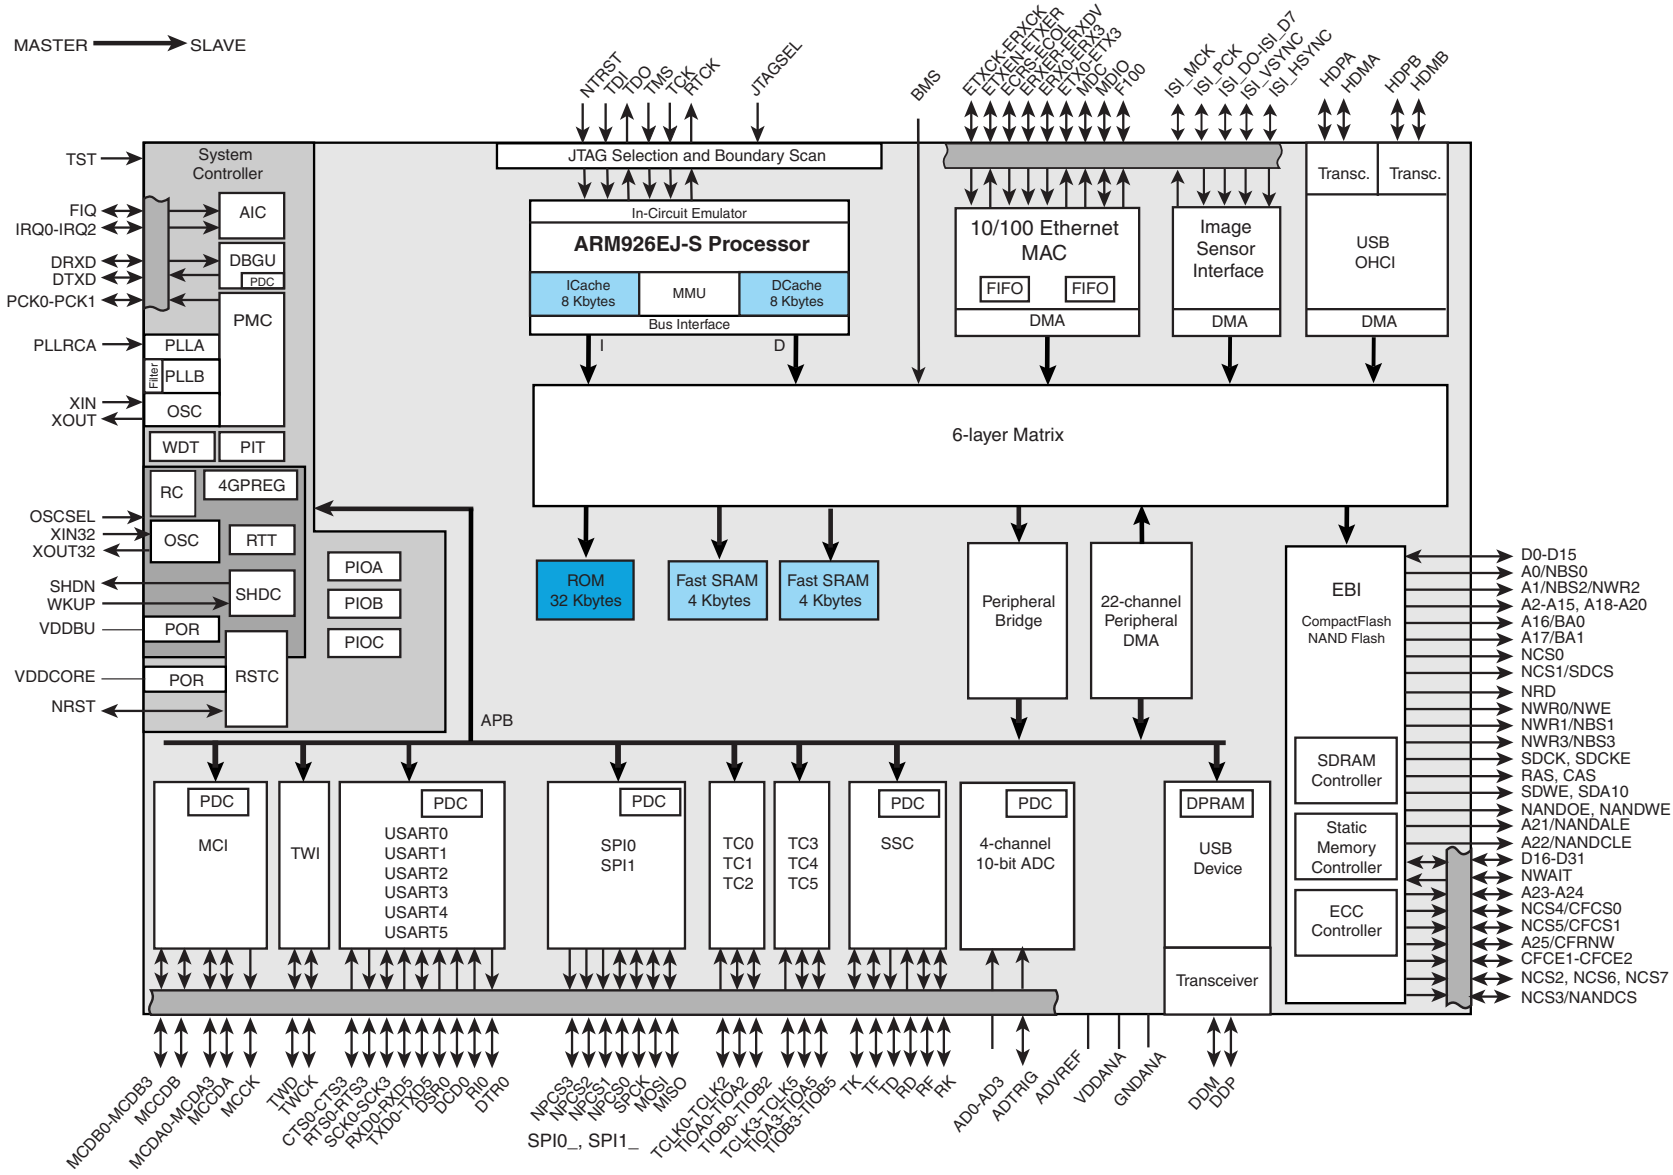 MASTER
SLAVE
NTRST
TDI
TDO
TMS
TCK
RTCK
JTAGSEL
BMS
ETXCK-ERXCK
ETXEN-ETXER
ECRS-ECOL
ERXER-ERXDV
ERX0-ERX3
ETX0-ETX3
MDC
MDIO
F100
ISI_MCK
ISI_PCK
ISI_DO-ISI_D7
ISI_VSYNC
ISI_HSYNC
HDPA
HDMA
HDPB
HDMB
TST
FIQ
IRQ0-IRQ2
DRXD
DTXD
PCK0-PCK1
PLLRCA
XIN
XOUT
OSCSEL
XIN32
XOUT32
SHDN
WKUP
VDDBU
VDDCORE
NRST
System
Controller
AIC
DBGU
PDC
PMC
PLLA
Filter
PLLB
OSC
WDT
PIT
RC
4GPREG
OSC
RTT
SHDC
POR
RSTC
POR
PIOA
PIOB
PIOC
JTAG Selection and Boundary Scan
In-Circuit Emulator
ARM926EJ-S Processor
ICache
8 Kbytes
MMU
DCache
8 Kbytes
Bus Interface
I
D
10/100 Ethernet
MAC
FIFO
FIFO
DMA
Image
Sensor
Interface
DMA
Transc.
Transc.
USB
OHCI
DMA
6-layer Matrix
ROM
32 Kbytes
Fast SRAM
4 Kbytes
Fast SRAM
4 Kbytes
Peripheral
Bridge
22-channel
Peripheral
DMA
EBI
CompactFlash
NAND Flash
SDRAM
Controller
Static
Memory
Controller
ECC
Controller
D0-D15
A0/NBS0
A1/NBS2/NWR2
A2-A15, A18-A20
A16/BA0
A17/BA1
NCS0
NCS1/SDCS
NRD
NWR0/NWE
NWR1/NBS1
NWR3/NBS3
SDCK, SDCKE
RAS, CAS
SDWE, SDA10
NANDOE, NANDWE
A21/NANDALE
A22/NANDCLE
D16-D31
NWAIT
A23-A24
NCS4/CFCS0
NCS5/CFCS1
A25/CFRNW
CFCE1-CFCE2
NCS2, NCS6, NCS7
NCS3/NANDCS
APB
PDC
MCI
TWI
PDC
USART0
USART1
USART2
USART3
USART4
USART5
PDC
SPI0
SPI1
TC0
TC1
TC2
TC3
TC4
TC5
PDC
SSC
PDC
4-channel
10-bit ADC
DPRAM
USB
Device
Transceiver
MCDB0-MCDB3
MCCDB
MCDA0-MCDA3
MCCDA
MCCK
TWD
TWCK
CTS0-CTS3
RTS0-RTS3
SCK0-SCK3
RXD0-RXD5
TXD0-TXD5
DSR0
DCD0
RI0
DTR0
NPCS3
NPCS2
NPCS1
NPCS0
SPCK
MOSI
MISO
SPI0_, SPI1_
TCLK0-TCLK2
TIOA0-TIOA2
TIOB0-TIOB2
TCLK3-TCLK5
TIOA3-TIOA5
TIOB3-TIOB5
TK
TF
TD
RD
RF
RK
AD0-AD3
ADTRIG
ADVREF
VDDANA
GNDANA
DDM
DDP